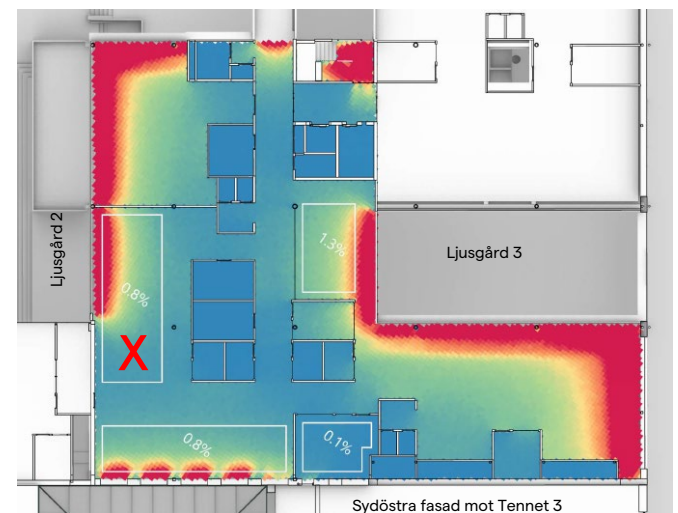 1.3%
Ljusgård 2
Ljusgård 3
0.8%
X
0.8%
0.1%
Sydöstra fasad mot Tennet 3